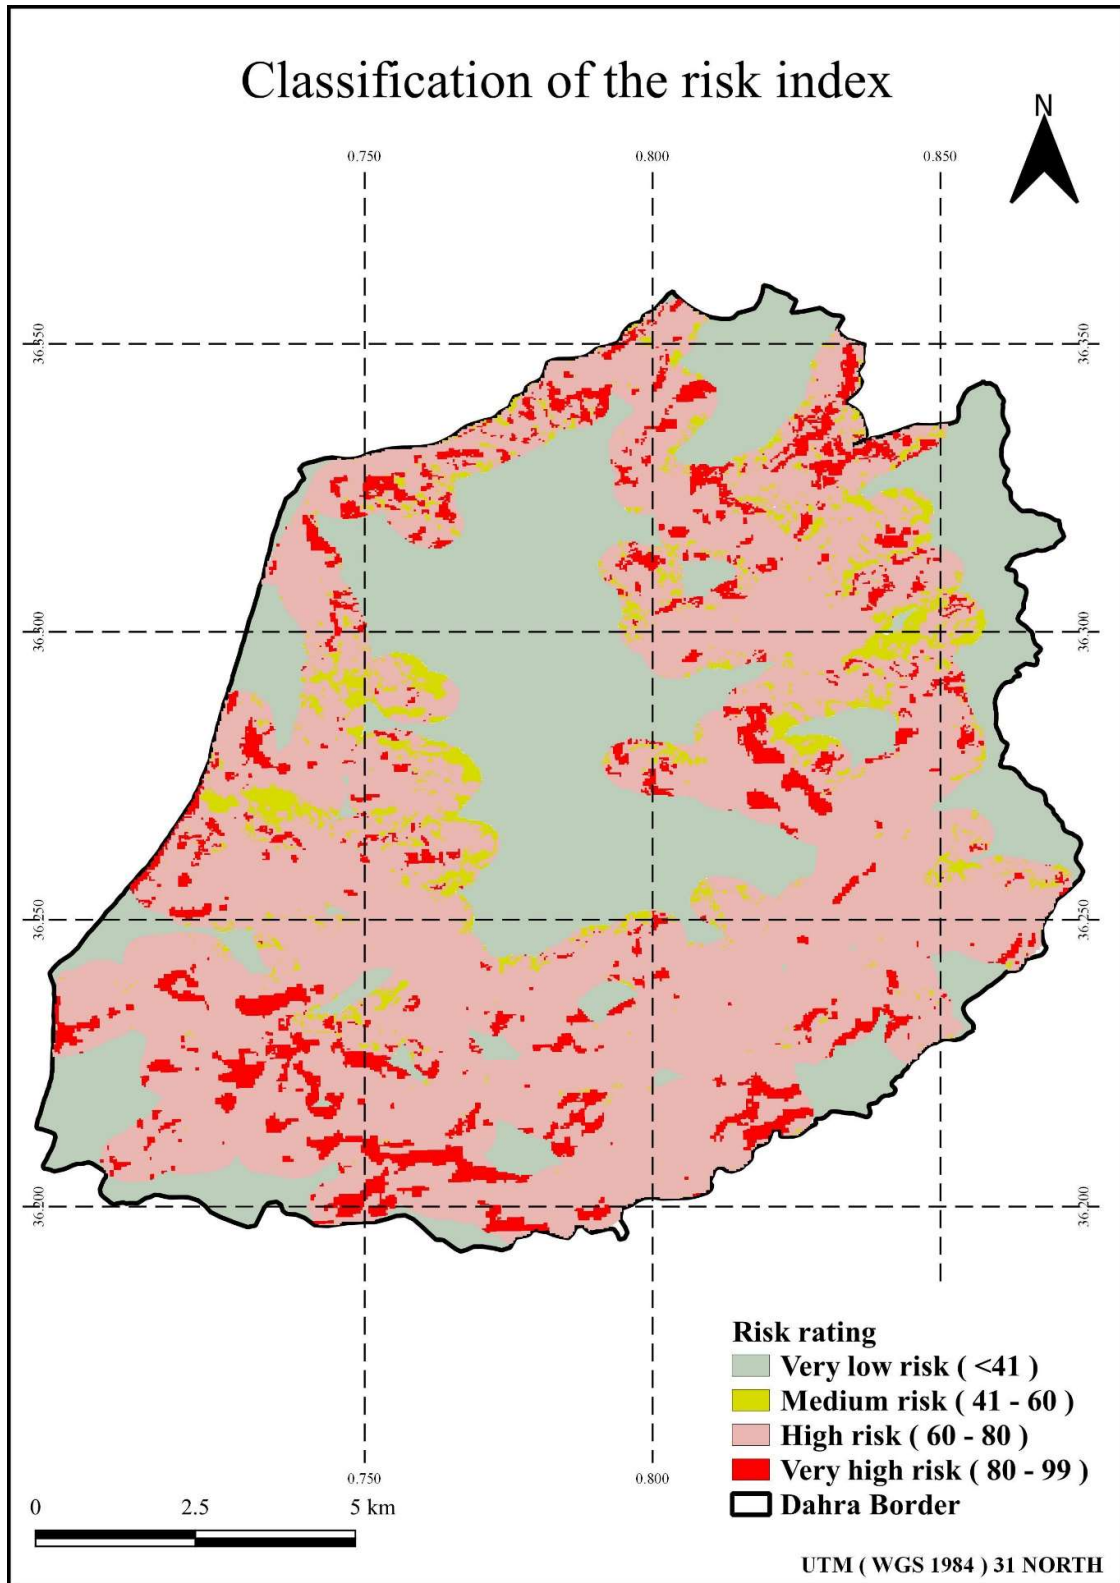 Classification of the risk index
N
0.750
0.800
0.850
36.350
36.350
36.300
36.300
36.250
36.250
36.200
36.200
0.750
0.800
Risk rating
Very low risk ( <41 )
Medium risk ( 41 - 60 )
High risk ( 60 - 80 )
Very high risk ( 80 - 99 )
Dahra Border
0 2.5 5 km
UTM ( WGS 1984 ) 31 NORTH